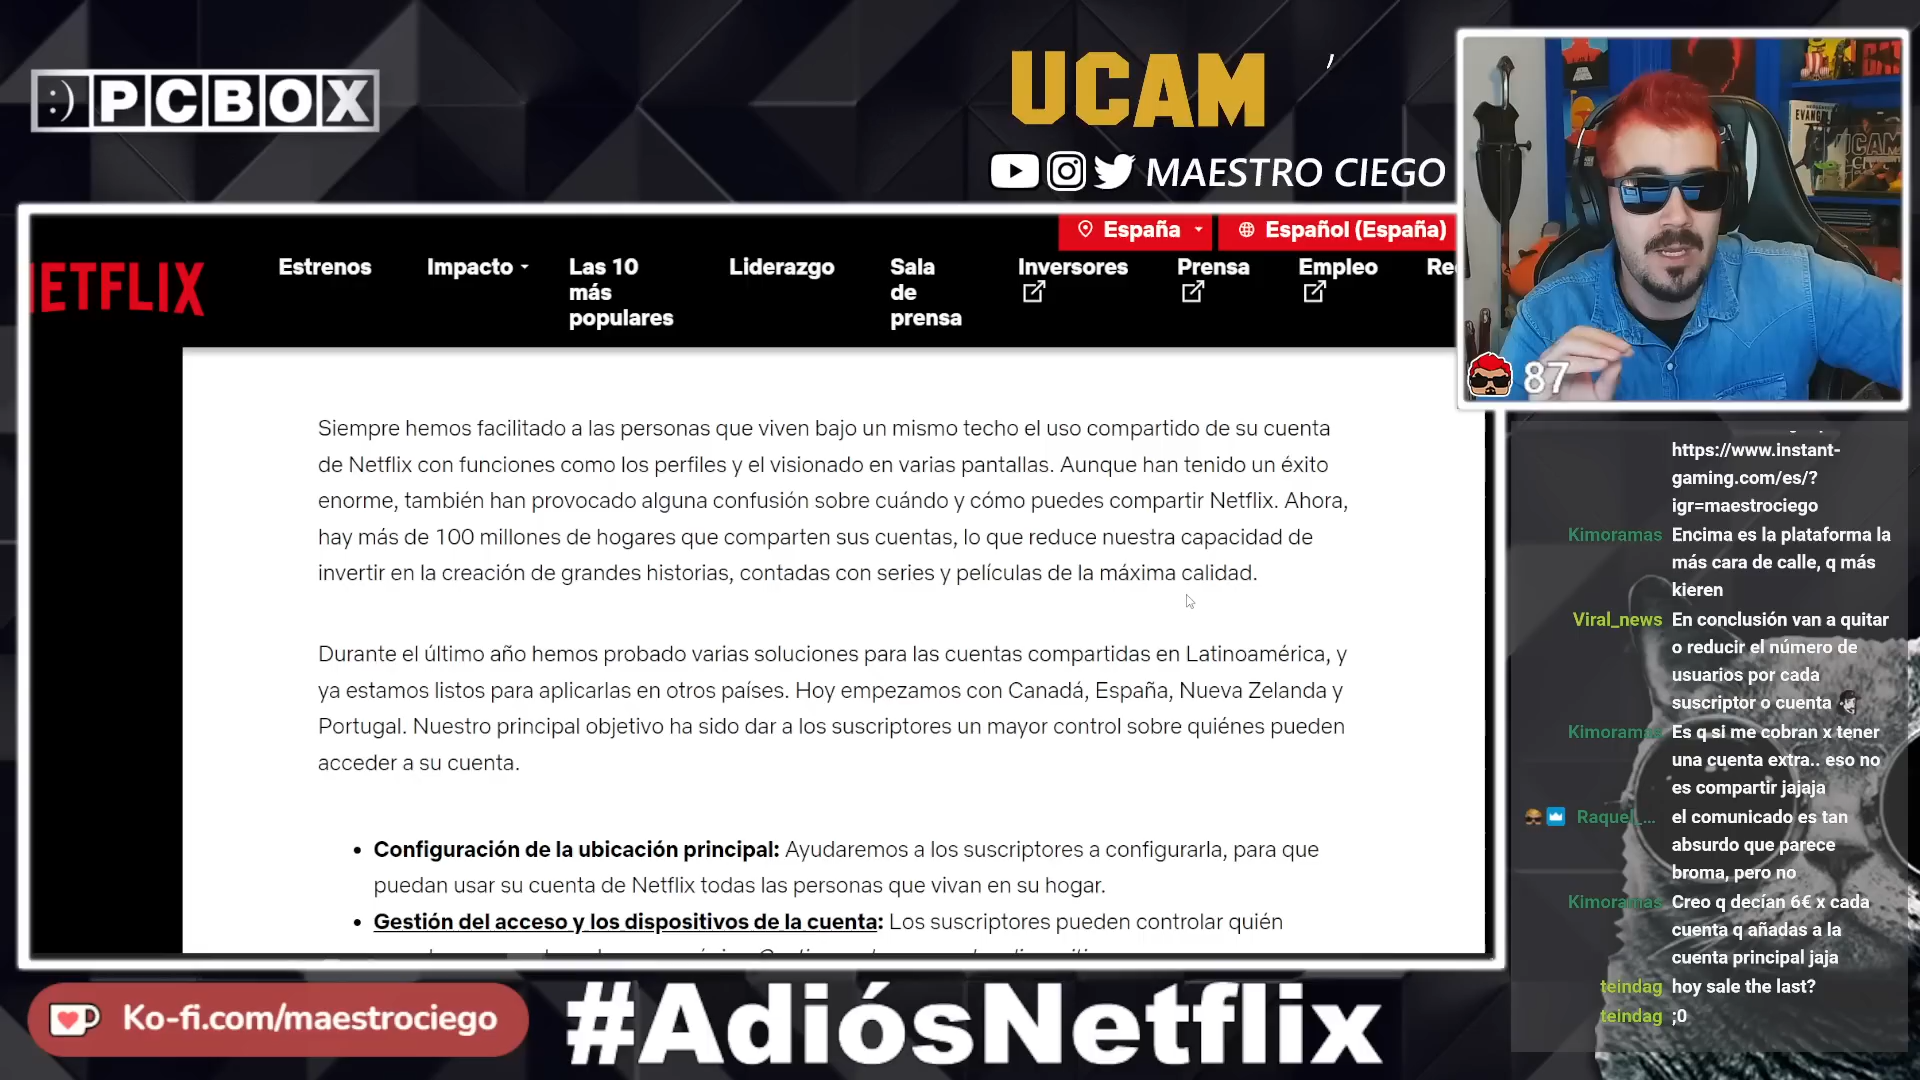 :) PCBOX
UCAM
MAESTRO CIEGO
España
Español (España)
NETFLIX
Estrenos
Impacto
Las 10
más
populares
Liderazgo
Sala
de
prensa
Inversores
Prensa
Empleo
Siempre hemos facilitado a las personas que viven bajo un mismo techo el uso compartido de su cuenta
de Netflix con funciones como los perfiles y el visionado en varias pantallas. Aunque han tenido un éxito
enorme, también han provocado alguna confusión sobre cuándo y cómo puedes compartir Netflix. Ahora,
hay más de 100 millones de hogares que comparten sus cuentas, lo que reduce nuestra capacidad de
invertir en la creación de grandes historias, contadas con series y películas de la máxima calidad.
Durante el último año hemos probado varias soluciones para las cuentas compartidas en Latinoamérica, y
ya estamos listos para aplicarlas en otros países. Hoy empezamos con Canadá, España, Nueva Zelanda y
Portugal. Nuestro principal objetivo ha sido dar a los suscriptores un mayor control sobre quiénes pueden
acceder a su cuenta.
• Configuración de la ubicación principal: Ayudaremos a los suscriptores a configurarla, para que
puedan usar su cuenta de Netflix todas las personas que vivan en su hogar.
• Gestión del acceso y los dispositivos de la cuenta: Los suscriptores pueden controlar quién
87
UCAM
https://www.instant-
gaming.com/es/?
igr=maestrociego
Kimoramas Encima es la plataforma la
más cara de calle, q más
kieren
Viral_news En conclusión van a quitar
o reducir el número de
usuarios por cada
suscriptor o cuenta
Kimoramas Es q si me cobran x tener
una cuenta extra.. eso no
es compartir jajaja
Raquel_... el comunicado es tan
absurdo que parece
broma, pero no
Kimoramas Creo q decían 6€ x cada
cuenta q añadas a la
cuenta principal jaja
teindag hoy sale the last?
teindag ;0
Ko-fi.com/maestrociego
#AdiósNetflix